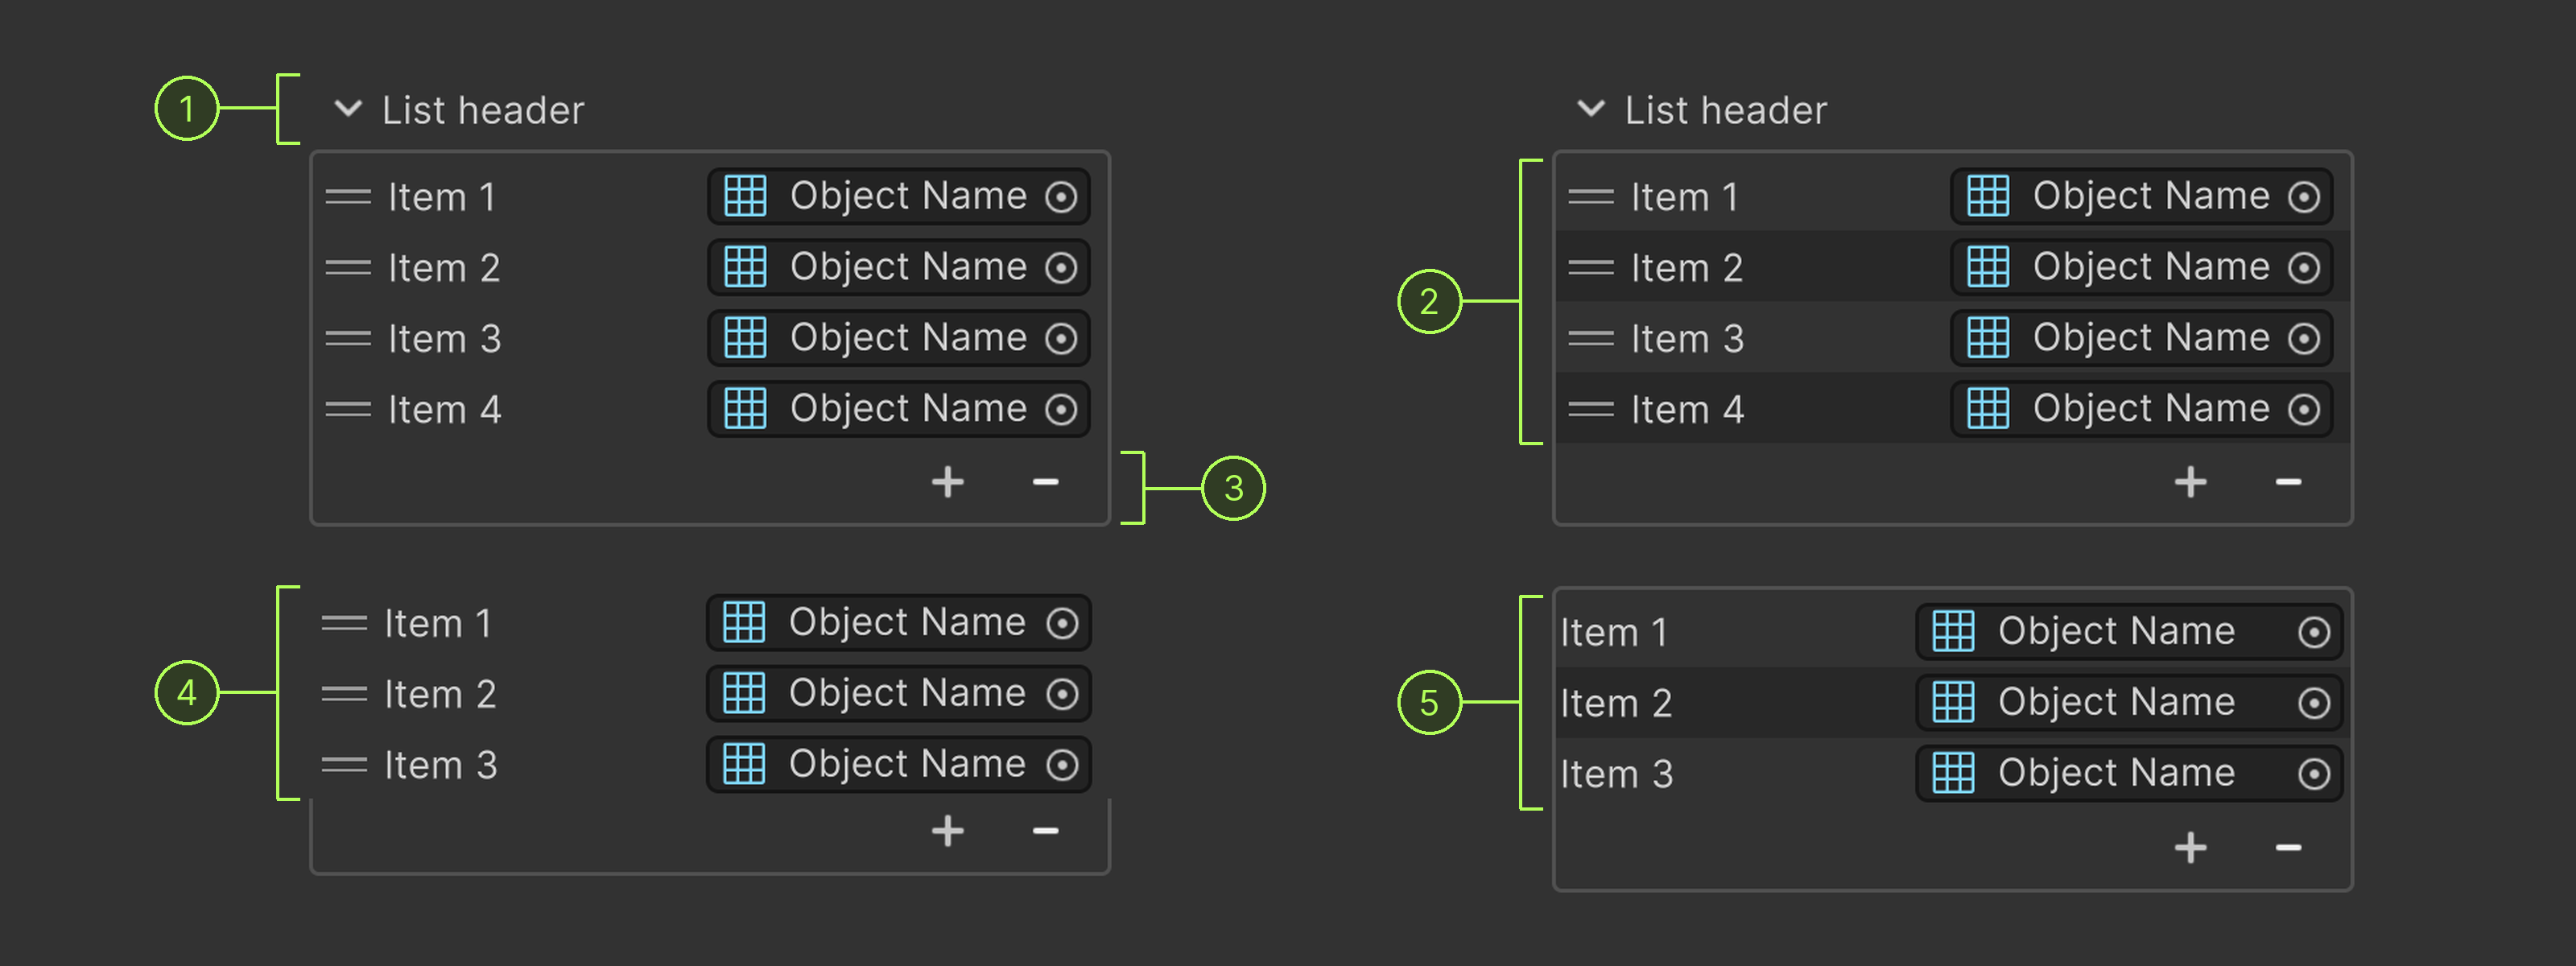 1
List header
Item 1 Object Name
Item 2 Object Name
Item 3 Object Name
Item 4 Object Name
+ -
3
List header
2
Item 1 Object Name
Item 2 Object Name
Item 3 Object Name
Item 4 Object Name
+ -
4
Item 1 Object Name
Item 2 Object Name
Item 3 Object Name
+ -
5
Item 1 Object Name
Item 2 Object Name
Item 3 Object Name
+ -